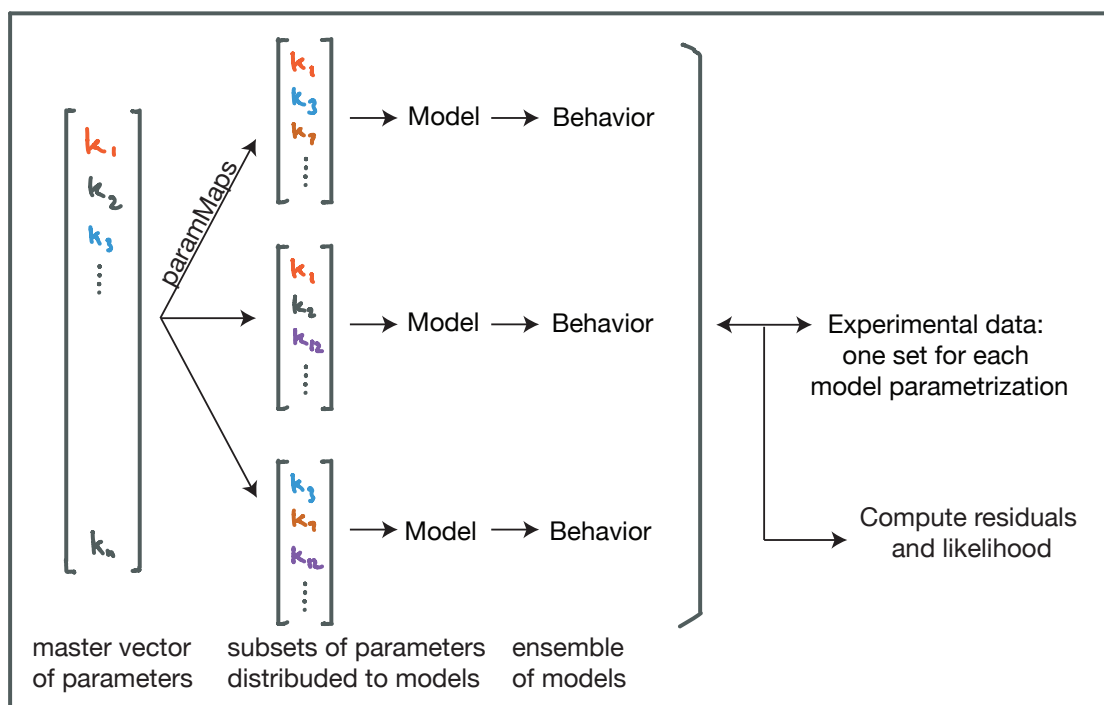 k₁
k₂
k₃
⋮
kₙ
paramMaps
k₁
k₃
k₇
⋮
Model
Behavior
k₁
k₂
k₁₂
⋮
Model
Behavior
k₃
k₇
k₁₂
⋮
Model
Behavior
Experimental data:
one set for each
model parametrization
Compute residuals
and likelihood
master vector
of parameters
subsets of parameters
distribuded to models
ensemble
of models